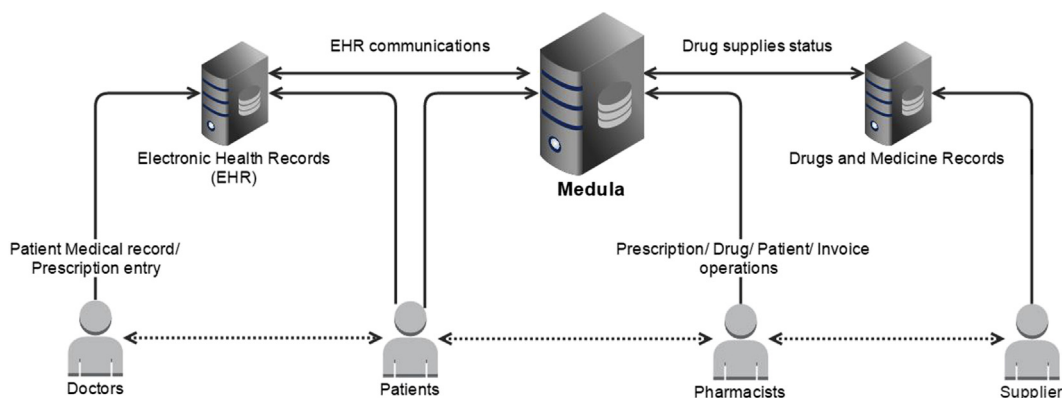 EHR communications
Drug supplies status
Electronic Health Records
(EHR)
Medula
Drugs and Medicine Records
Patient Medical record/
Prescription entry
Prescription/ Drug/ Patient/ Invoice
operations
Doctors
Patients
Pharmacists
Supplier